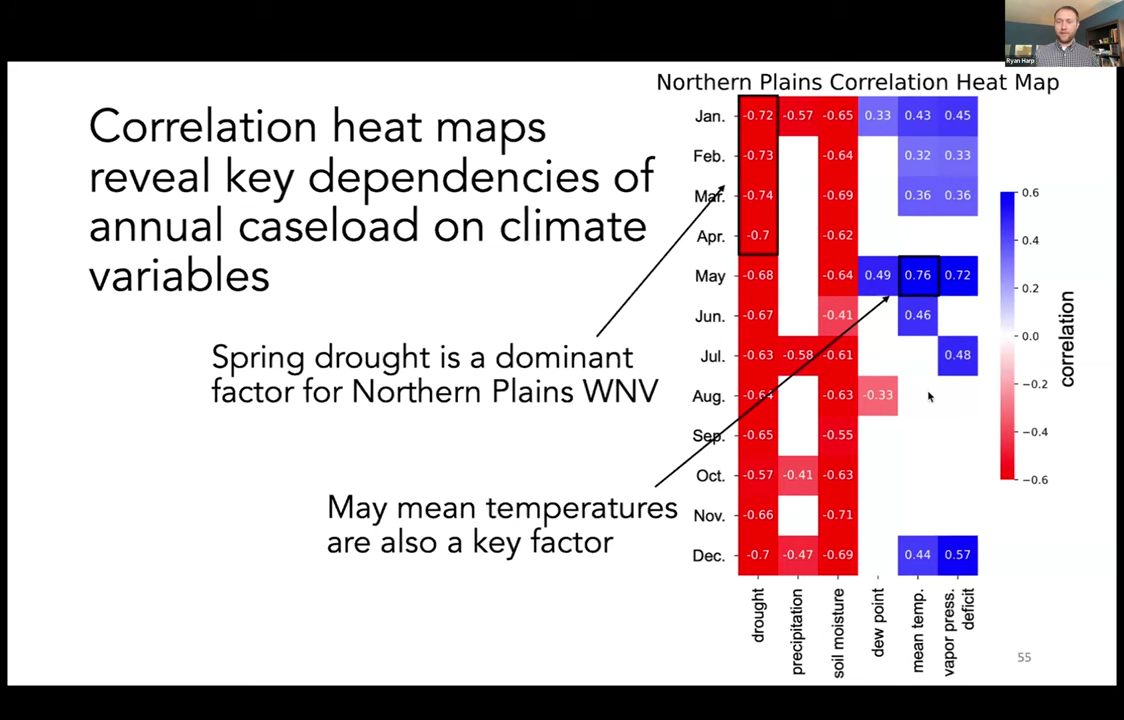 Ryan Harp
Correlation heat maps
reveal key dependencies of
annual caseload on climate
variables
Spring drought is a dominant
factor for Northern Plains WNV
May mean temperatures
are also a key factor
Northern Plains Correlation Heat Map
Jan. -0.72 -0.57 -0.65 0.33 0.43 0.45
Feb. -0.73 -0.64 0.32 0.33
Mar. -0.74 -0.69 0.36 0.36
Apr. -0.7 -0.62
May -0.68 -0.64 0.49 0.76 0.72
Jun. -0.67 -0.41 0.46
Jul. -0.63 -0.58 -0.61 0.48
Aug. -0.64 -0.63 -0.33
Sep. -0.65 -0.55
Oct. -0.57 -0.41 -0.63
Nov. -0.66 -0.71
Dec. -0.7 -0.47 -0.69 0.44 0.57
drought
precipitation
soil moisture
dew point
mean temp.
vapor press.
deficit
0.6
0.4
0.2
0.0
−0.2
−0.4
−0.6
correlation
55